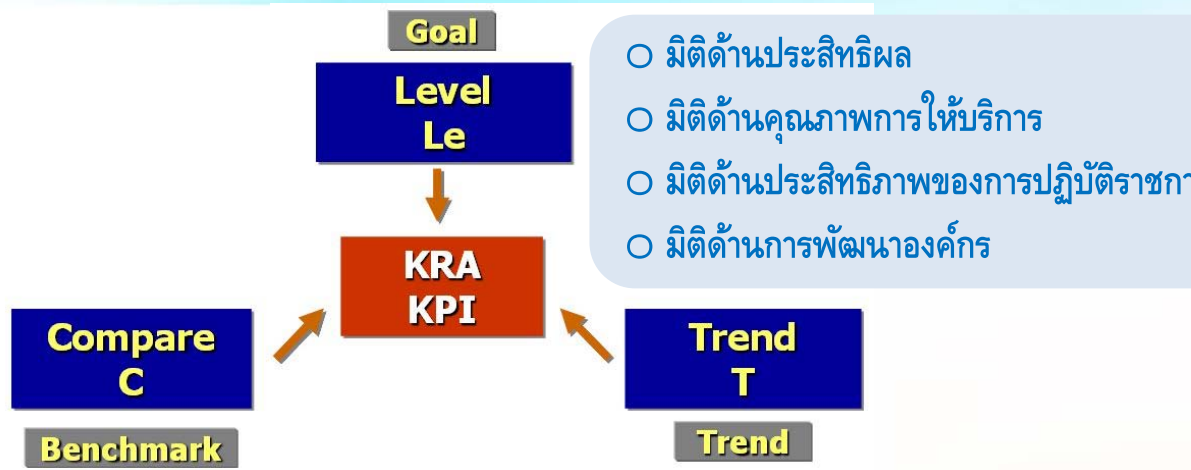 Goal
Level
Le
KRA
KPI
Compare
C
Benchmark
Trend
T
Trend
○ มิติด้านประสิทธิผล
○ มิติด้านคุณภาพการให้บริการ
○ มิติด้านประสิทธิภาพของการปฏิบัติราชกา
○ มิติด้านการพัฒนาองค์กร